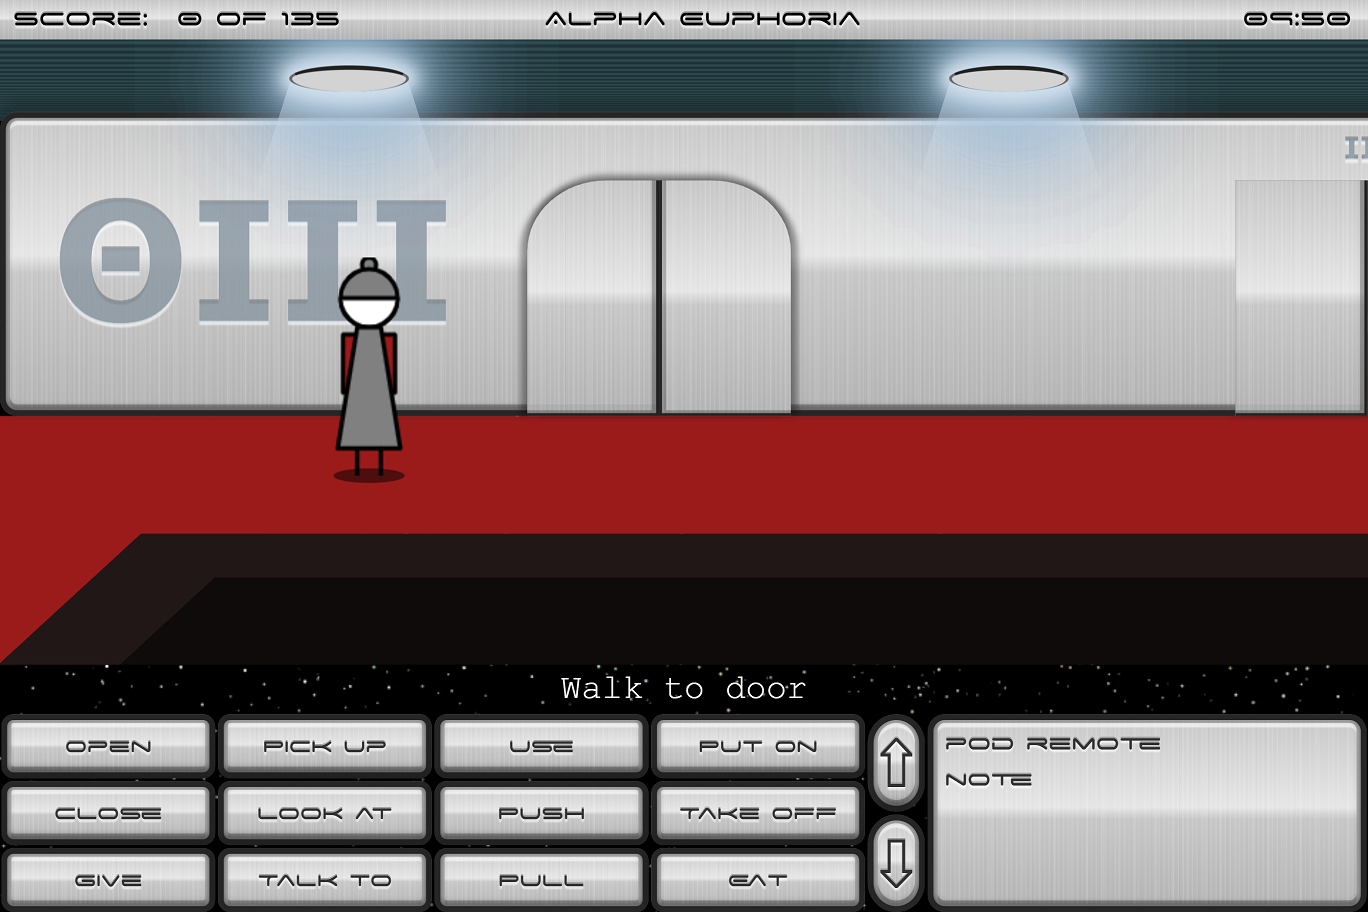 SCORE: 0 OF 135 ALPHA EUPHORIA 09:50
II
ΘIII
Walk to door
OPEN PICK UP USE PUT ON
CLOSE LOOK AT PUSH TAKE OFF
GIVE TALK TO PULL EAT
POD REMOTE
NOTE